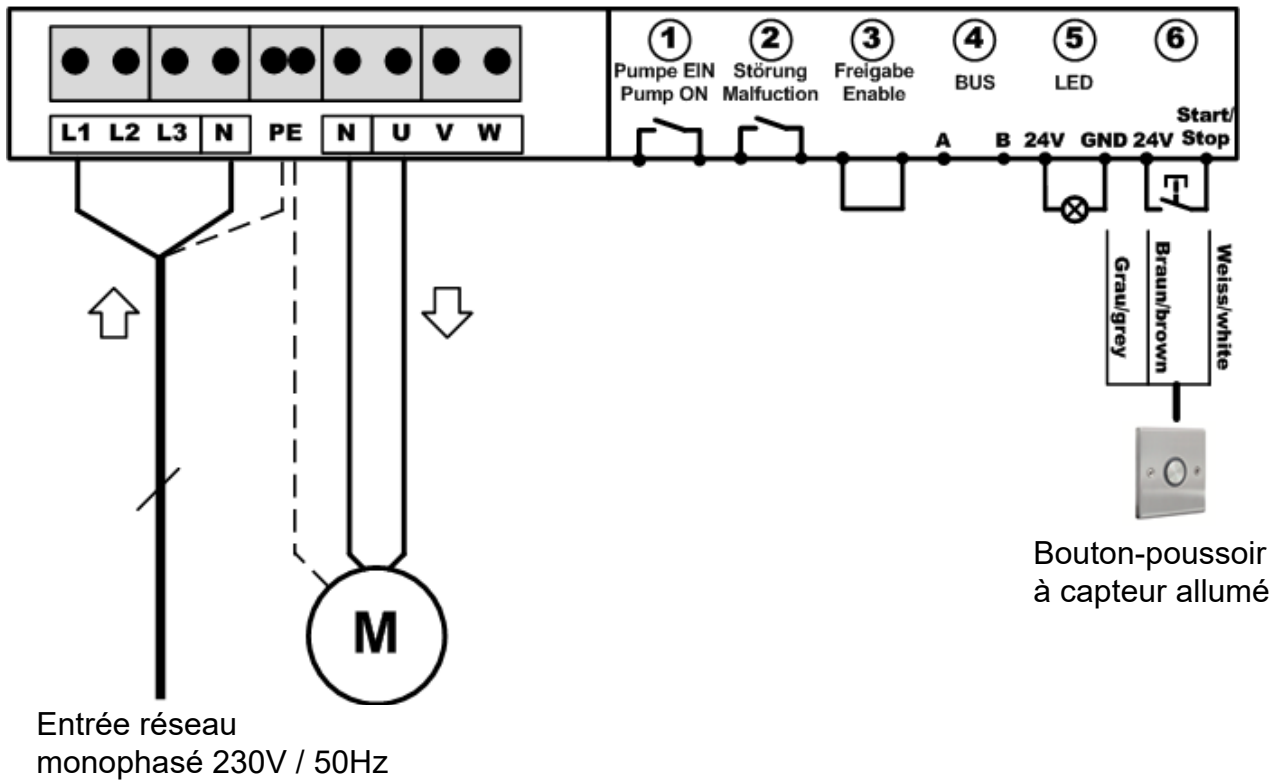 1 2 3 4 5 6
Pumpe EIN Störung Freigabe BUS LED
Pump ON Malfuction Enable
Start/
L1 L2 L3 N PE N U V W
A B 24V GND 24V Stop
Grau/grey
Braun/brown
Weiss/white
M
Bouton-poussoir
à capteur allumé
Entrée réseau
monophasé 230V / 50Hz